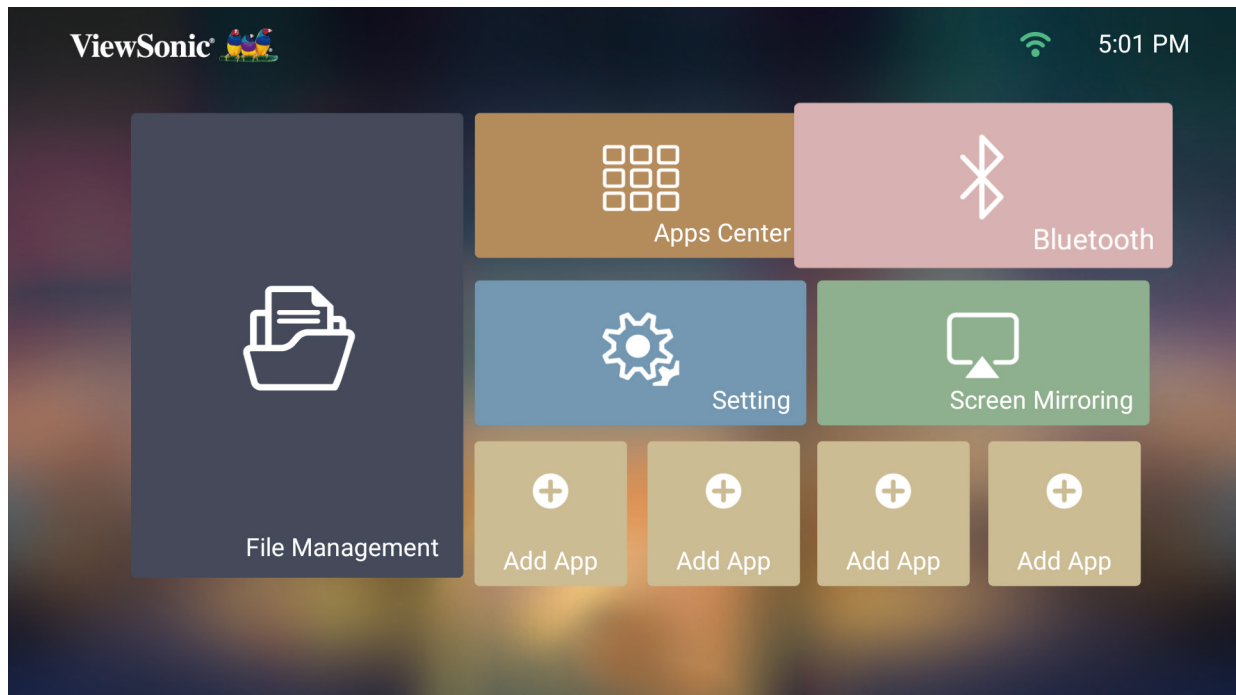 ViewSonic®
5:01 PM
Apps Center
Bluetooth
Setting
Screen Mirroring
File Management
Add App
Add App
Add App
Add App